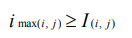 i max(i, j) ≥ I(i, j)